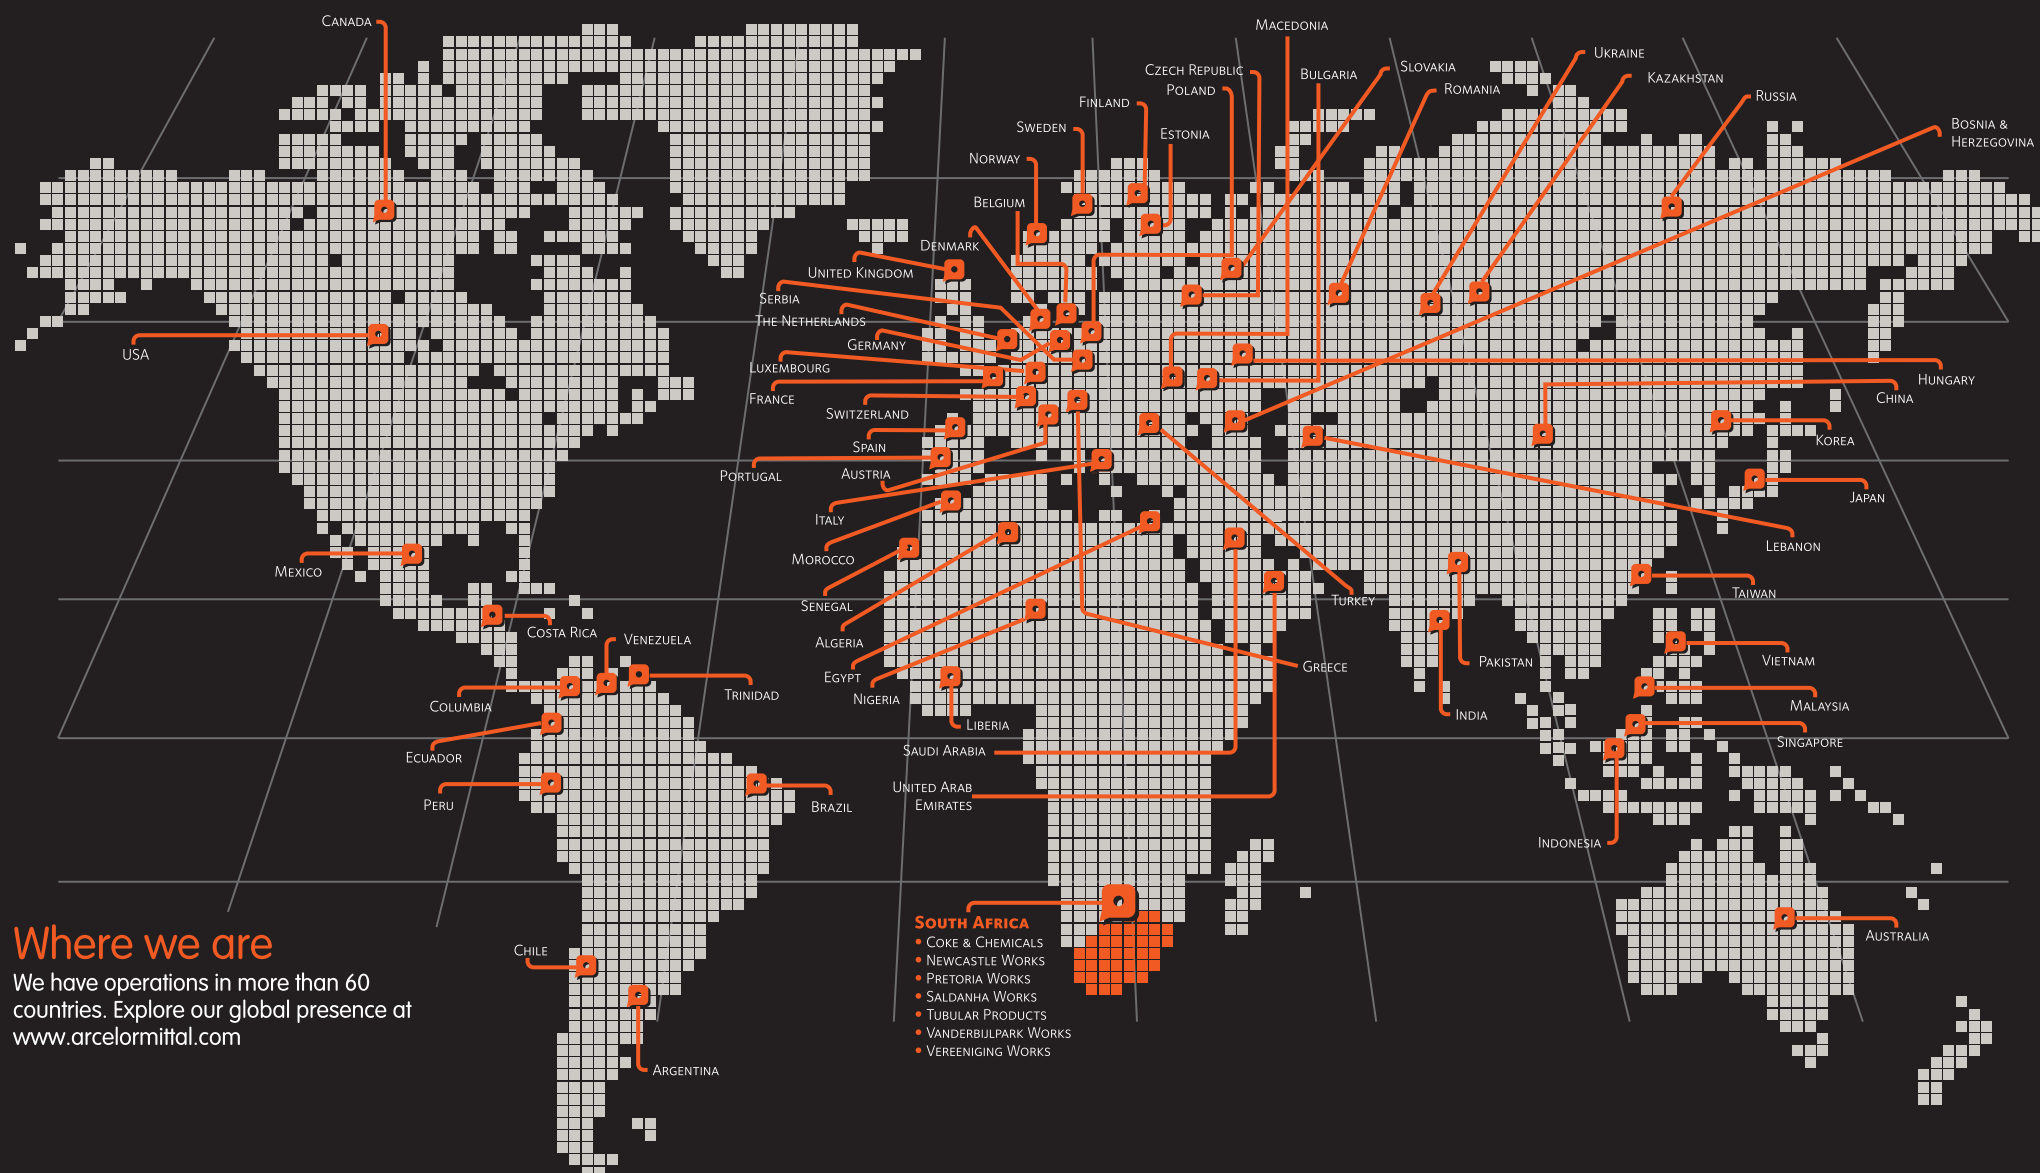 Canada
Macedonia
Ukraine
Czech Republic
Bulgaria
Slovakia
Kazakhstan
Poland
Romania
Russia
Finland
Sweden
Estonia
Bosnia &
Herzegovina
Norway
Belgium
Denmark
United Kingdom
Serbia
The Netherlands
Germany
USA
Luxembourg
France
Hungary
China
Switzerland
Spain
Korea
Portugal
Austria
Japan
Italy
Lebanon
Morocco
Mexico
Senegal
Turkey
Taiwan
Costa Rica
Venezuela
Algeria
Egypt
Greece
Pakistan
Vietnam
Trinidad
Nigeria
Columbia
Malaysia
Liberia
India
Saudi Arabia
Singapore
Ecuador
United Arab
Emirates
Peru
Brazil
Indonesia
South Africa
• Coke & Chemicals
• Newcastle Works
• Pretoria Works
• Saldanha Works
• Tubular Products
• Vanderbijlpark Works
• Vereeniging Works
Australia
Chile
Argentina
Where we are
We have operations in more than 60
countries. Explore our global presence at
www.arcelormittal.com